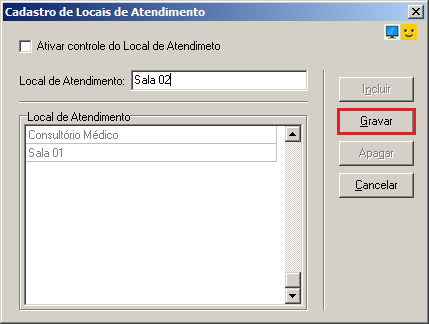 Cadastro de Locais de Atendimento
Ativar controle do Local de Atendimeto
Local de Atendimento: Sala 02
Incluir
Local de Atendimento
Gravar
Consultório Médico
Sala 01
Apagar
Cancelar